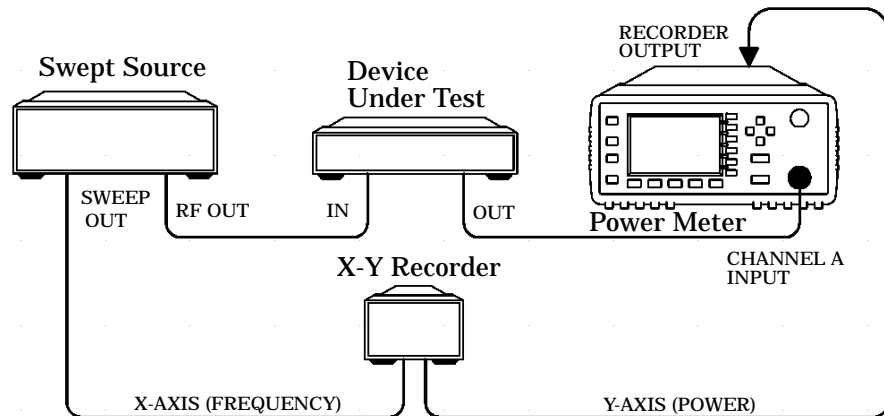 RECORDER
OUTPUT
Swept Source
Device
Under Test
SWEEP
OUT
RF OUT
IN
OUT
Power Meter
CHANNEL A
INPUT
X-Y Recorder
X-AXIS (FREQUENCY)
Y-AXIS (POWER)